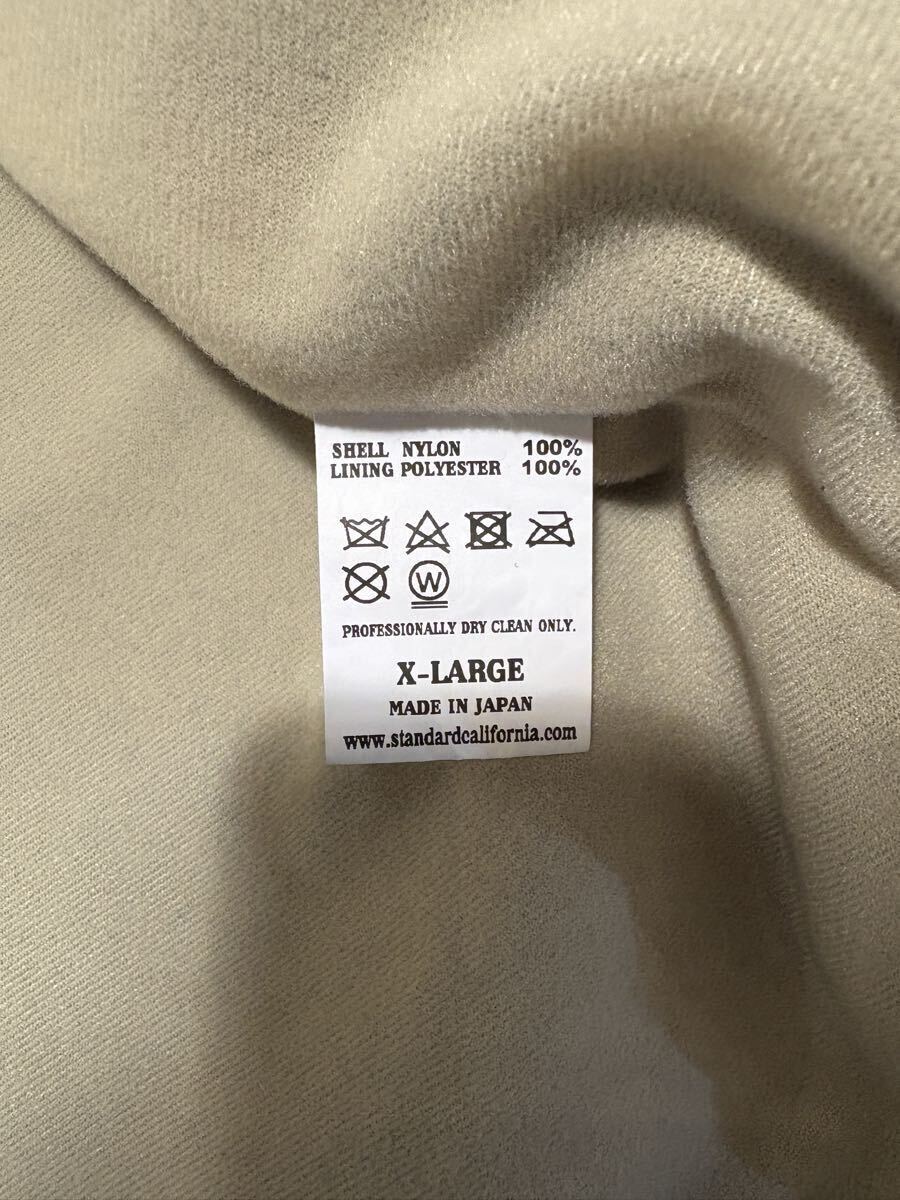 SHELL NYLON 100%
LINING POLYESTER 100%
W
PROFESSIONALLY DRY CLEAN ONLY.
X-LARGE
MADE IN JAPAN
www.standardcalifornia.com